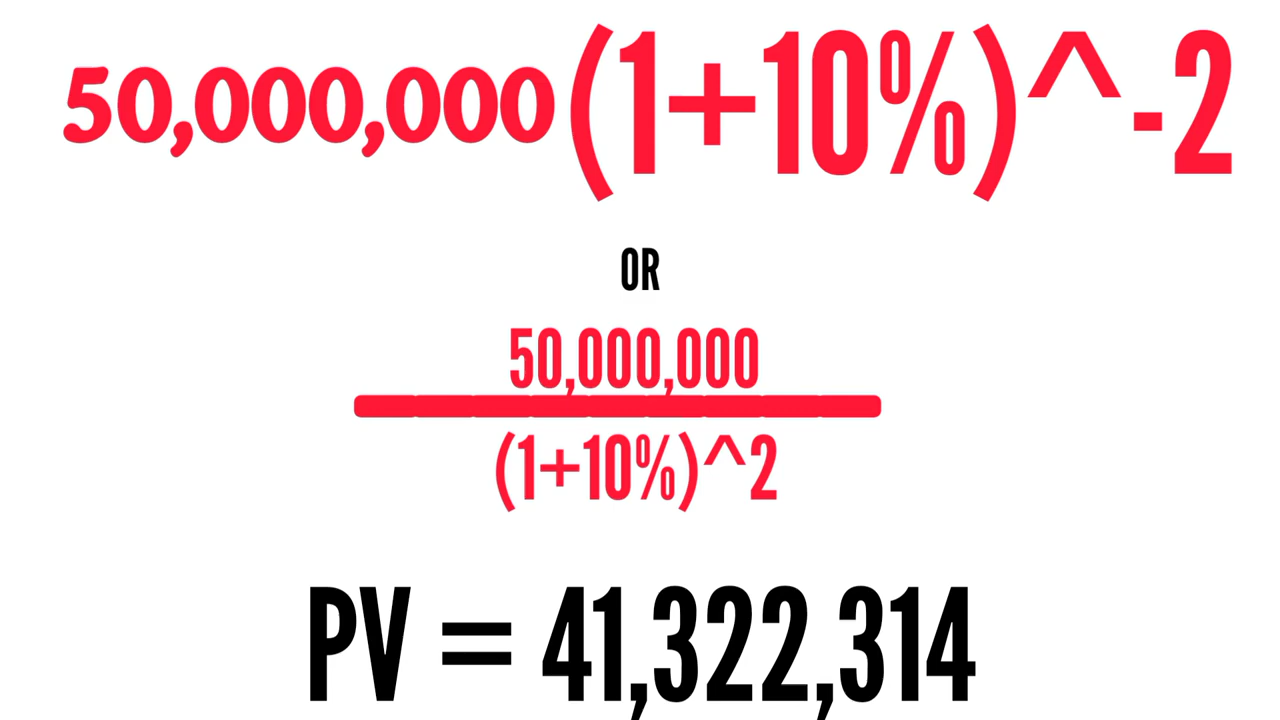 50,000,000(1+10%)^-2
OR
50,000,000
(1+10%)^2
PV = 41,322,314